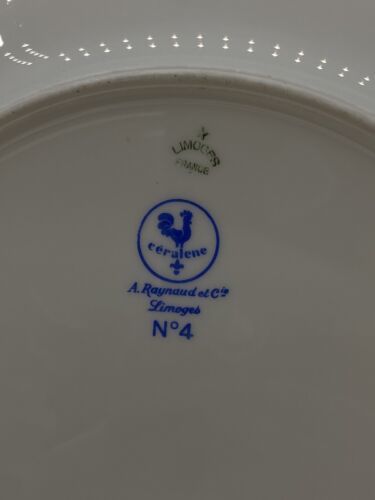 LIMOGES
FRANCE
céralene
A. Raynaud et Cie
Limoges
N°4